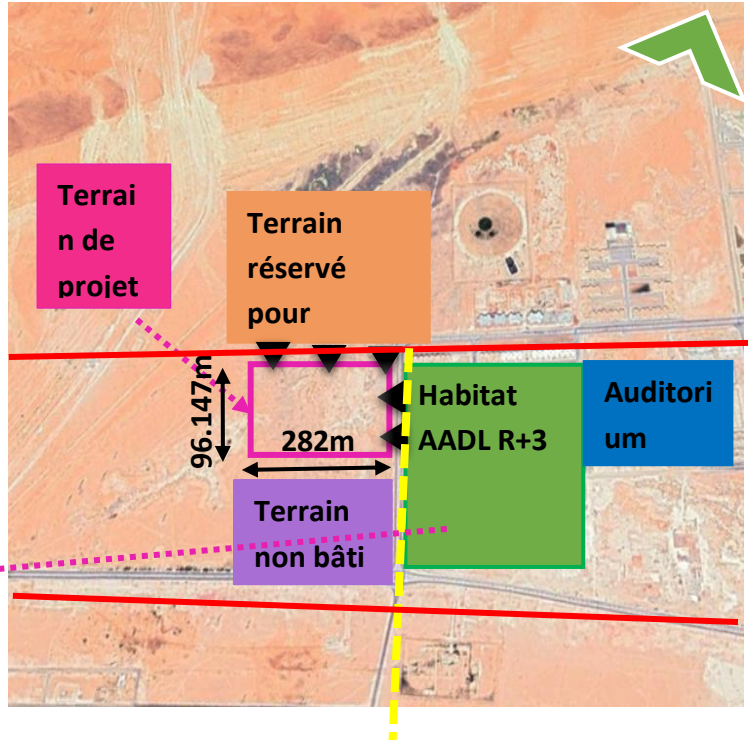 Terrai
n de
projet
Terrain
réservé
pour
96.147m
282m
Habitat
AADL R+3
Auditori
um
Terrain
non bâti